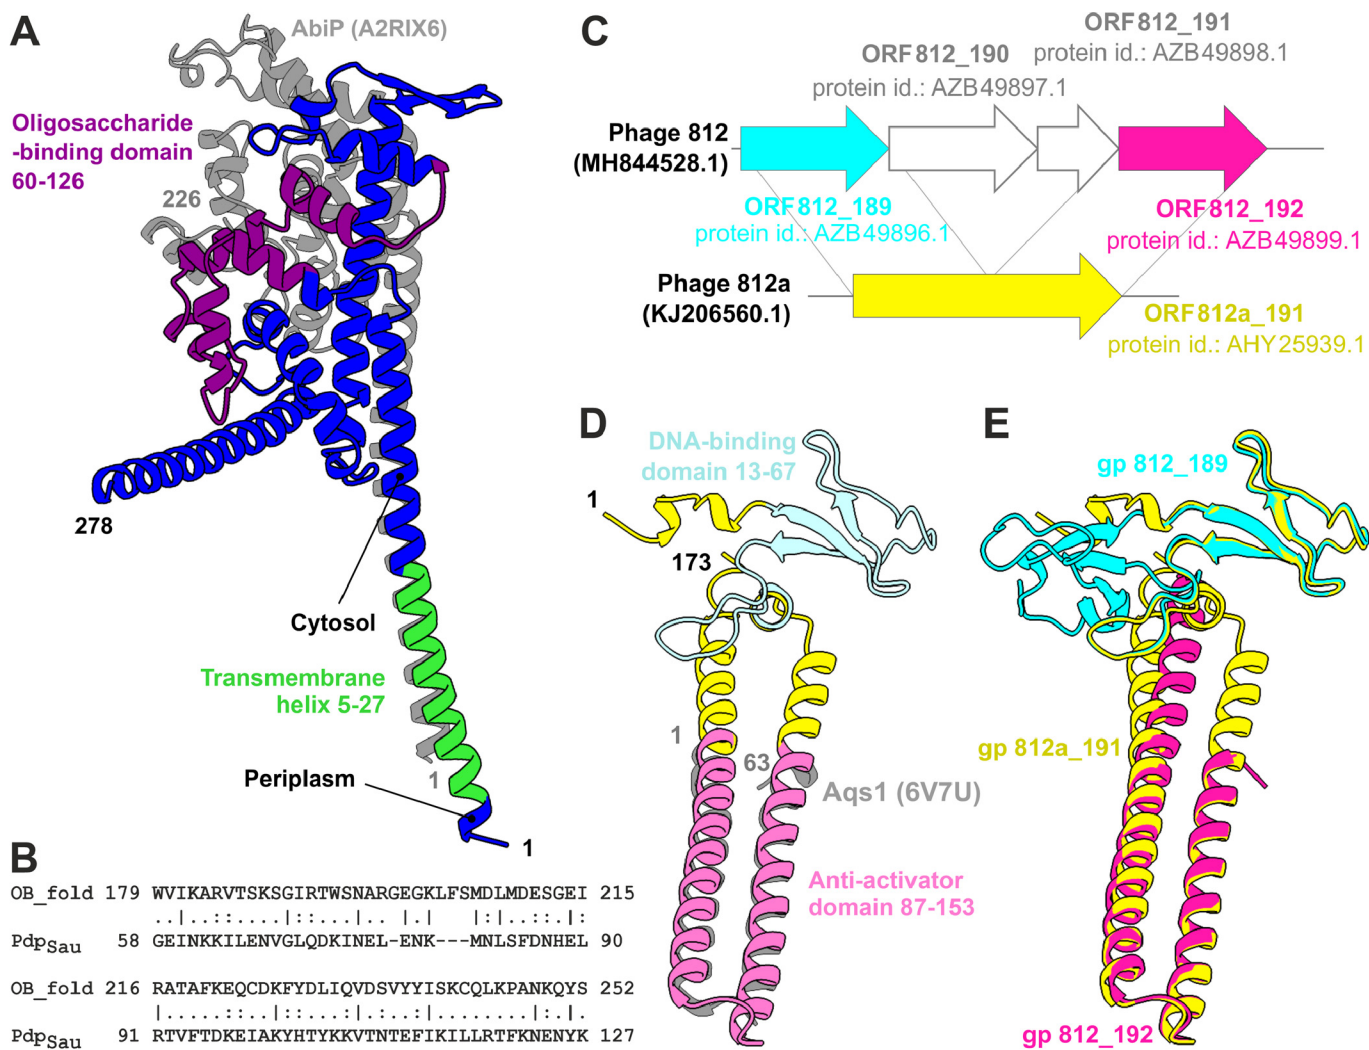 A
AbiP (A2RIX6)
Oligosaccharide
-binding domain
60-126
226
278
Cytosol
Transmembrane
helix 5-27
1
Periplasm
1
B
OB_fold 179 WVIKARVTSKSGIRTWSNARGEGKLFSMDLMDESGEI 215
..|..::....:|::...:|.. .|.| .|:|.....:|
PdpSau 58 GEINKKKILENVGLQDKINEL-ENK---MNLSFDNHEL 90
OB_fold 216 RATAFKEQCDKFYDLIQVDSVYYISKCQLKPANKQYS 252
|.......:..|:....|......|.|......|..|.
PdpSau 91 RTVFTDKEIAKYHTYKKVTNTEFIKILLRTFKNENYK 127
C
ORF812_191
protein id.: AZB49898.1
ORF812_190
protein id.: AZB49897.1
Phage 812
(MH844528.1)
ORF812_189
protein id.: AZB49896.1
ORF812_192
protein id.: AZB49899.1
Phage 812a
(KJ206560.1)
ORF812a_191
protein id.: AHY25939.1
D
DNA-binding
domain 13-67
1
173
1
63
Aqs1 (6V7U)
Anti-activator
domain 87-153
E
gp 812_189
gp 812a_191
gp 812_192